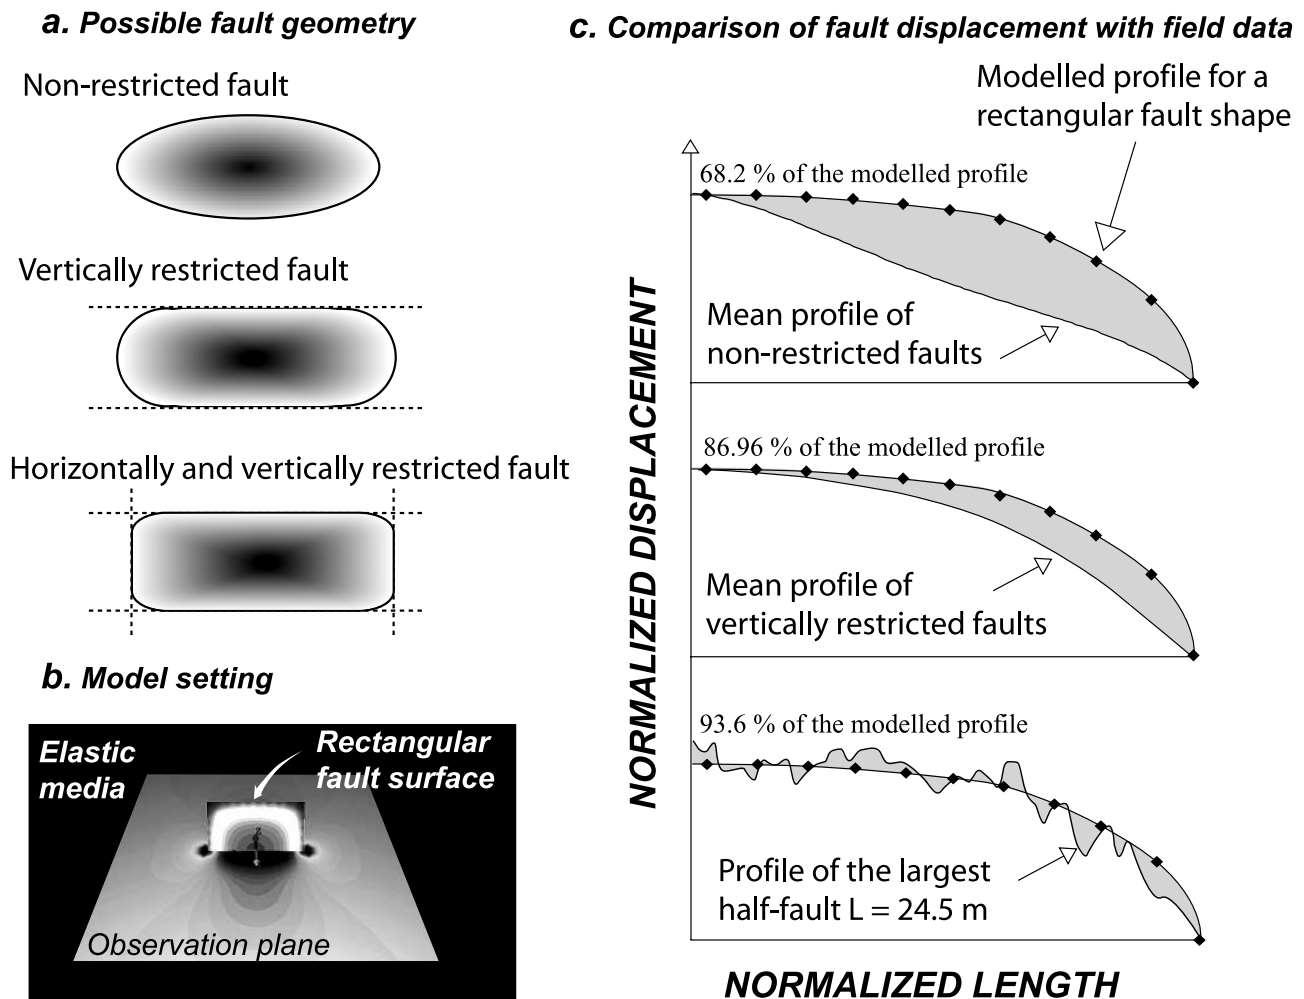 a. Possible fault geometry
Non-restricted fault
Vertically restricted fault
Horizontally and vertically restricted fault
b. Model setting
Elastic
media
Rectangular
fault surface
Observation plane
c. Comparison of fault displacement with field data
Modelled profile for a
rectangular fault shape
68.2 % of the modelled profile
Mean profile of
non-restricted faults
86.96 % of the modelled profile
Mean profile of
vertically restricted faults
93.6 % of the modelled profile
Profile of the largest
half-fault L = 24.5 m
NORMALIZED DISPLACEMENT
NORMALIZED LENGTH